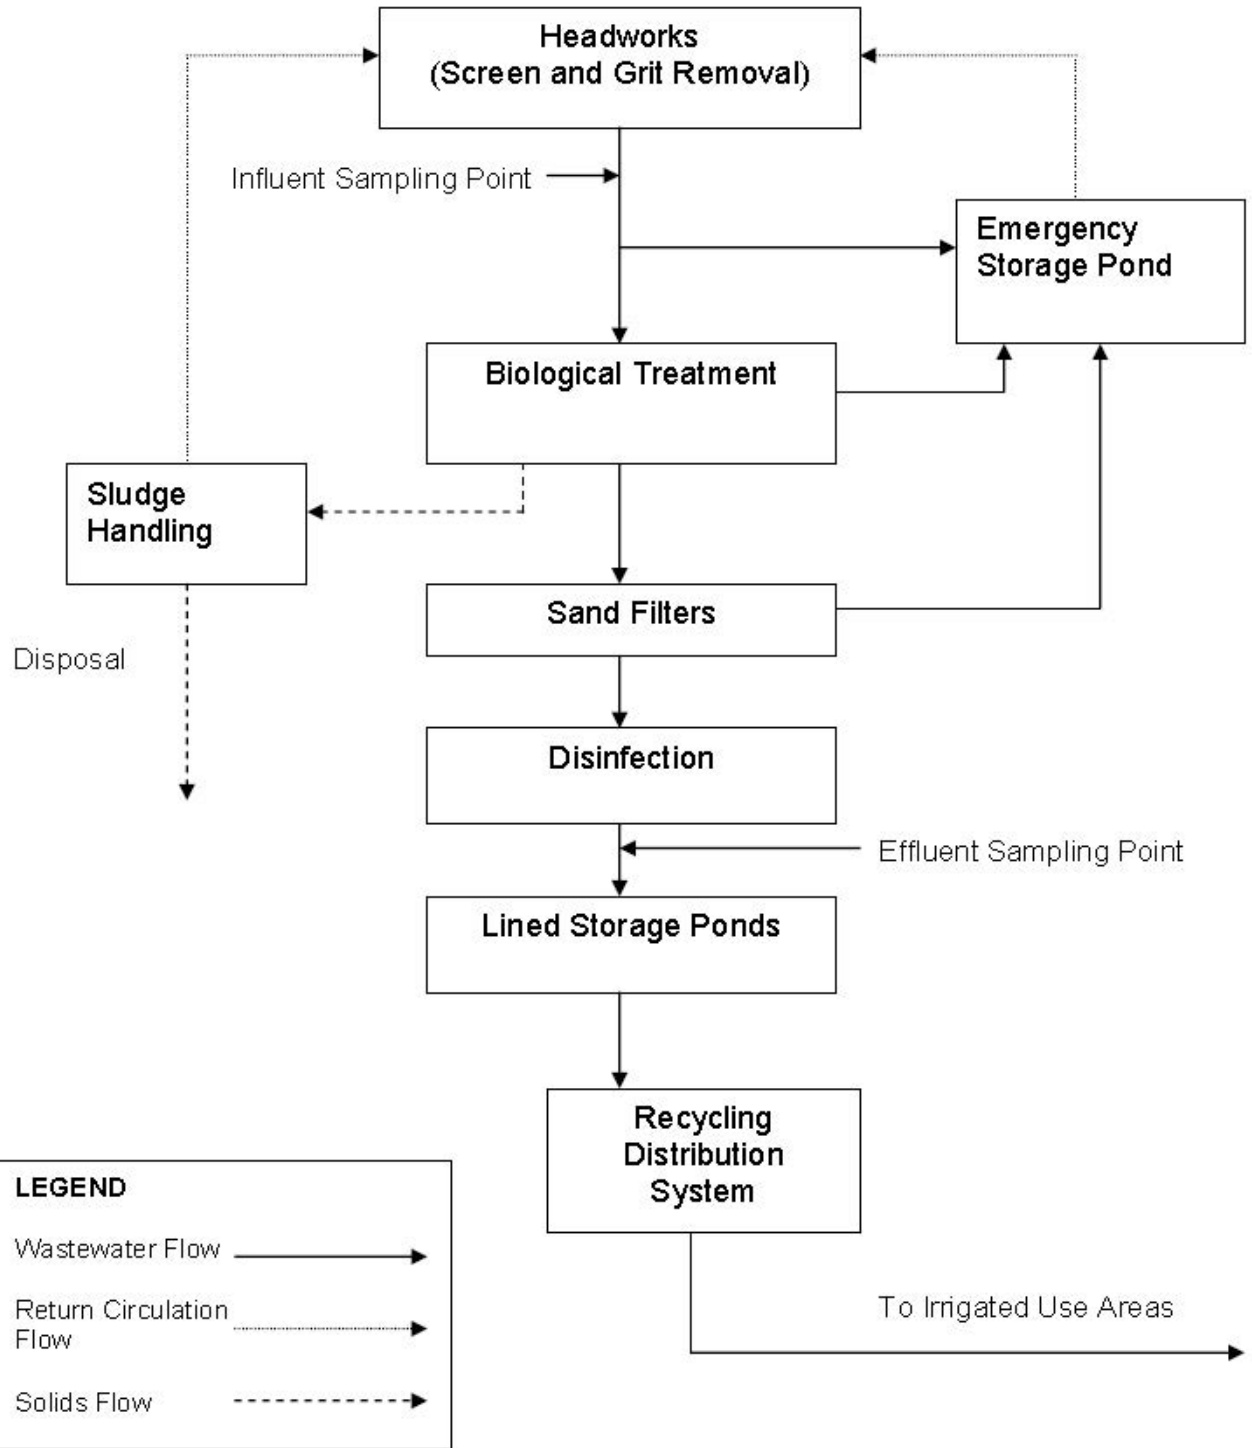 Headworks
(Screen and Grit Removal)
Influent Sampling Point
Emergency
Storage Pond
Biological Treatment
Sludge
Handling
Sand Filters
Disposal
Disinfection
Effluent Sampling Point
Lined Storage Ponds
Recycling
Distribution
System
LEGEND
Wastewater Flow
Return Circulation
Flow
Solids Flow
To Irrigated Use Areas